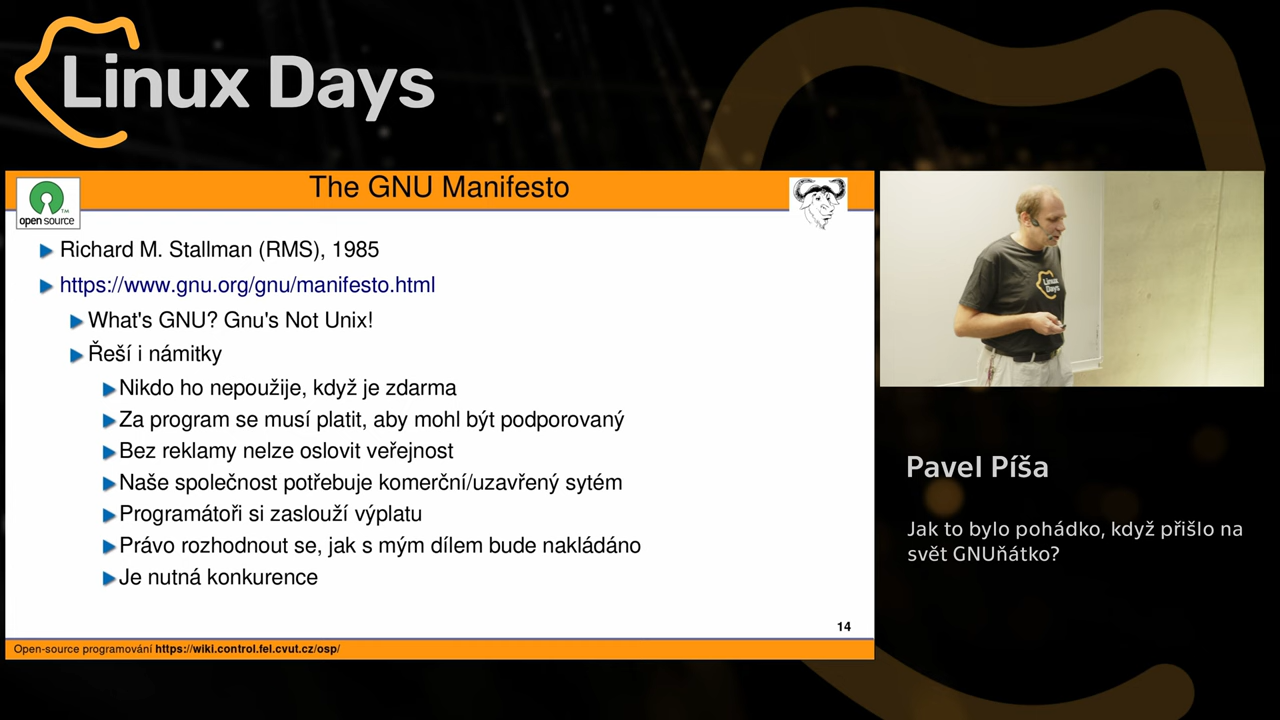 Linux Days
The GNU Manifesto
open source
TM
Richard M. Stallman (RMS), 1985
https://www.gnu.org/gnu/manifesto.html
What's GNU? Gnu's Not Unix!
Řeší i námitky
Nikdo ho nepoužije, když je zdarma
Za program se musí platit, aby mohl být podporovaný
Bez reklamy nelze oslovit veřejnost
Naše společnost potřebuje komerční/uzavřený sytém
Programátoři si zaslouží výplatu
Právo rozhodnout se, jak s mým dílem bude nakládáno
Je nutná konkurence
14
Open-source programování https://wiki.control.fel.cvut.cz/osp/
Linux
Days
Pavel Píša
Jak to bylo pohádko, když přišlo na
svět GNUňátko?